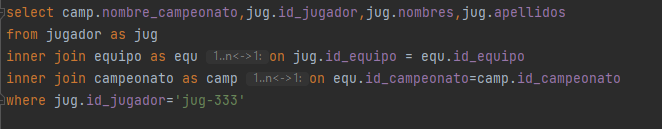 select camp.nombre_campeonato,jug.id_jugador,jug.nombres,jug.apellidos
from jugador as jug
inner join equipo as equ 1..n<->1: on jug.id_equipo = equ.id_equipo
inner join campeonato as camp 1..n<->1: on equ.id_campeonato=camp.id_campeonato
where jug.id_jugador='jug-333'